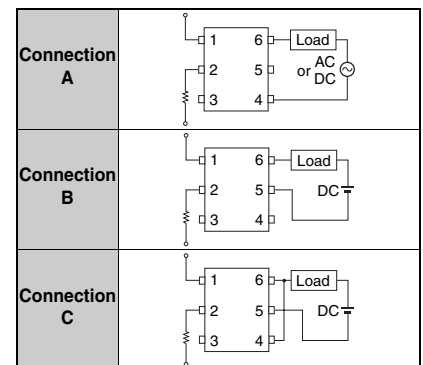 Connection
A
1 6 Load
2 5 or AC
DC
3 4
Connection
B
1 6 Load
2 5 DC
3 4
Connection
C
1 6 Load
2 5 DC
3 4